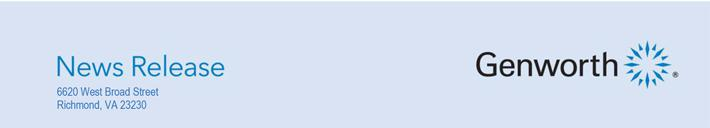 News Release
6620 West Broad Street
Richmond, VA 23230
Genworth®